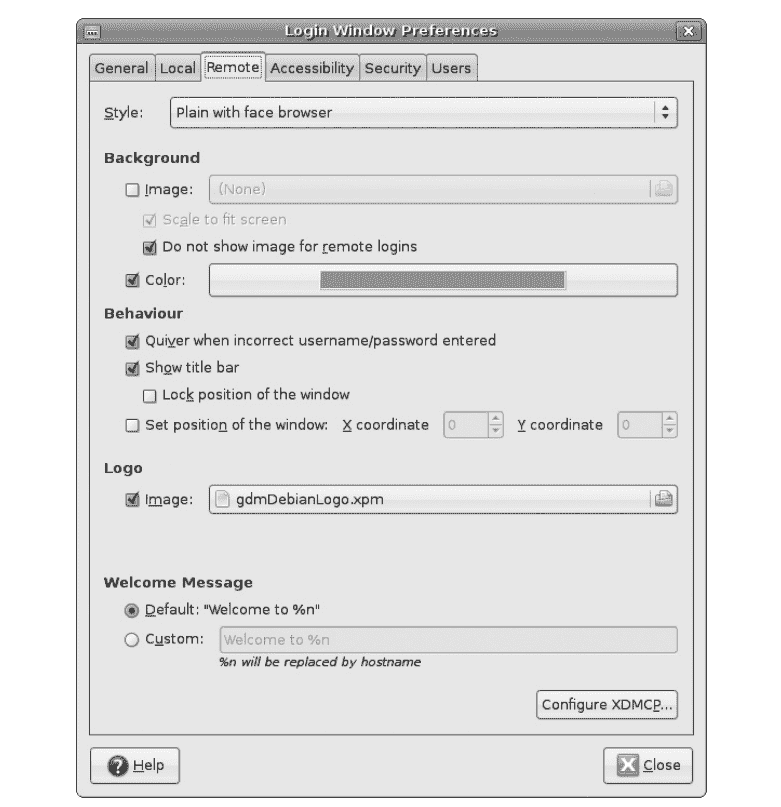 Login Window Preferences
General Local Remote Accessibility Security Users
Style: Plain with face browser
Background
Image: (None)
Scale to fit screen
Do not show image for remote logins
Color:
Behaviour
Quiver when incorrect username/password entered
Show title bar
Lock position of the window
Set position of the window: X coordinate 0 Y coordinate 0
Logo
Image: gdmDebianLogo.xpm
Welcome Message
Default: "Welcome to %n"
Custom: Welcome to %n
%n will be replaced by hostname
Configure XDMCP...
Help Close